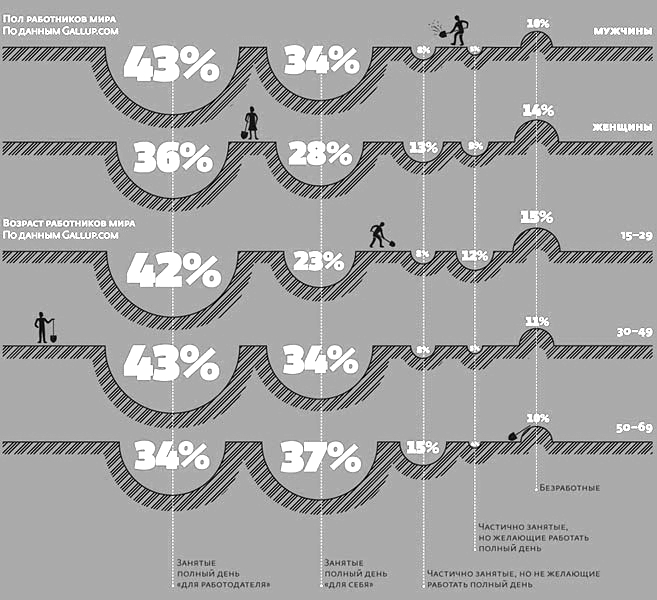 Пол работников мира
По данным Gallup.com
мужчины
43% 34% 8% 10%
женщины
36% 28% 13% 9% 14%
Возраст работников мира
По данным Gallup.com
15–29
42% 23% 8% 12% 15%
30–49
43% 34% 11%
50–69
34% 37% 15% 10%
Безработные
Частично занятые,
но желающие работать
полный день
Занятые
полный день
«для работодателя»
Занятые
полный день
«для себя»
Частично занятые, но не желающие
работать полный день